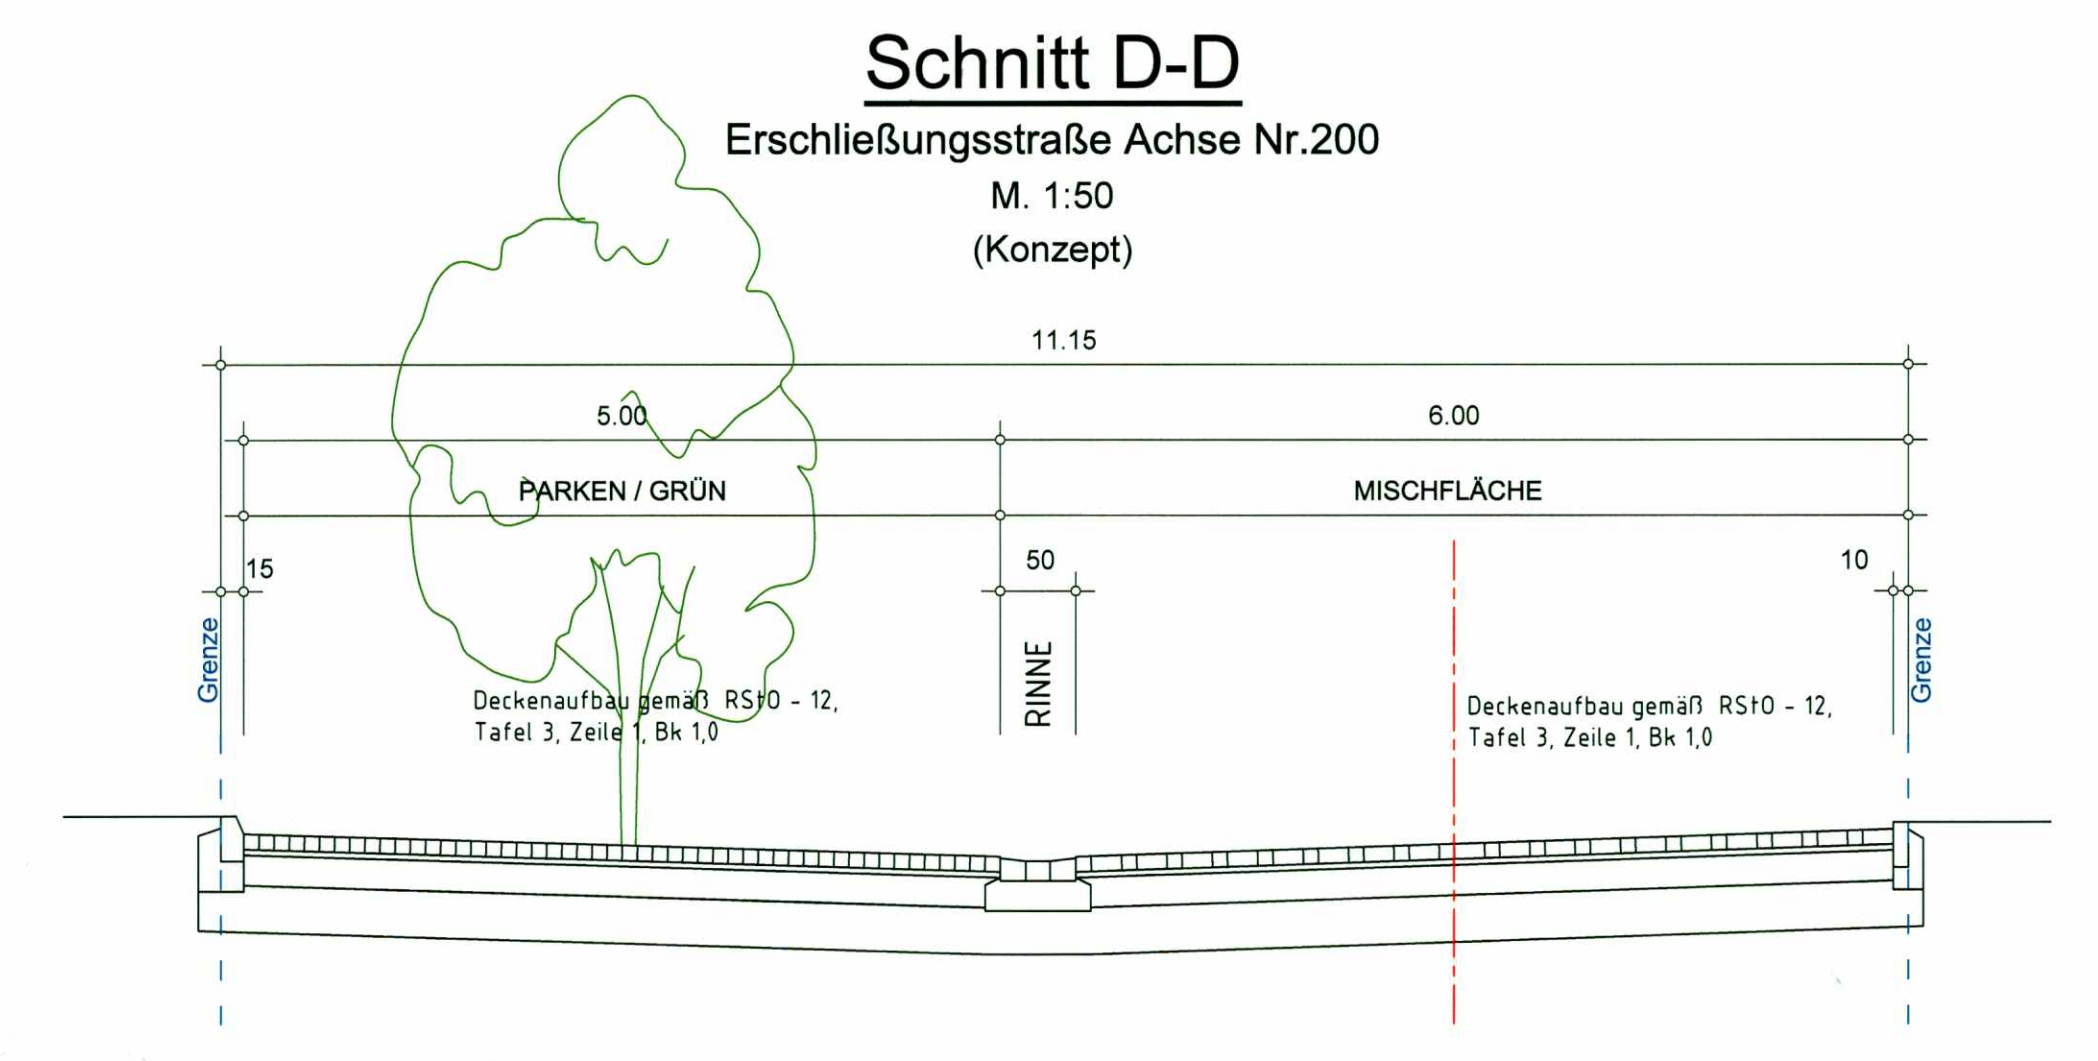 Schnitt D-D
Erschließungsstraße Achse Nr.200
M. 1:50
(Konzept)
11.15
5.00
6.00
PARKEN / GRÜN
MISCHFLÄCHE
15
50
10
Grenze
RINNE
Grenze
Deckenaufbau gemäß RStO - 12,
Tafel 3, Zeile 1, Bk 1,0
Deckenaufbau gemäß RStO - 12,
Tafel 3, Zeile 1, Bk 1,0